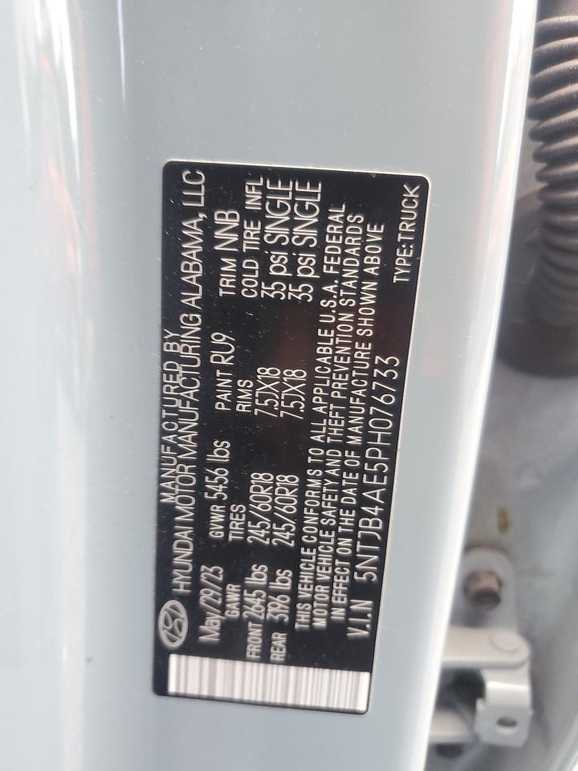 MANUFACTURED BY
HYUNDAI MOTOR MANUFACTURING ALABAMA, LLC
May/29/23 GVWR 5456 lbs PAINT RU9 TRIM NNB
GAWR TIRES RIMS COLD TIRE INFL
FRONT 2645 lbs 245/60R18 7.5JX18 35 psi SINGLE
REAR 3196 lbs 245/60R18 7.5JX18 35 psi SINGLE
THIS VEHICLE CONFORMS TO ALL APPLICABLE U.S.A. FEDERAL
MOTOR VEHICLE SAFETY AND THEFT PREVENTION STANDARDS
IN EFFECT ON THE DATE OF MANUFACTURE SHOWN ABOVE
V.I.N 5NTJB4AE5PH076733 TYPE:TRUCK